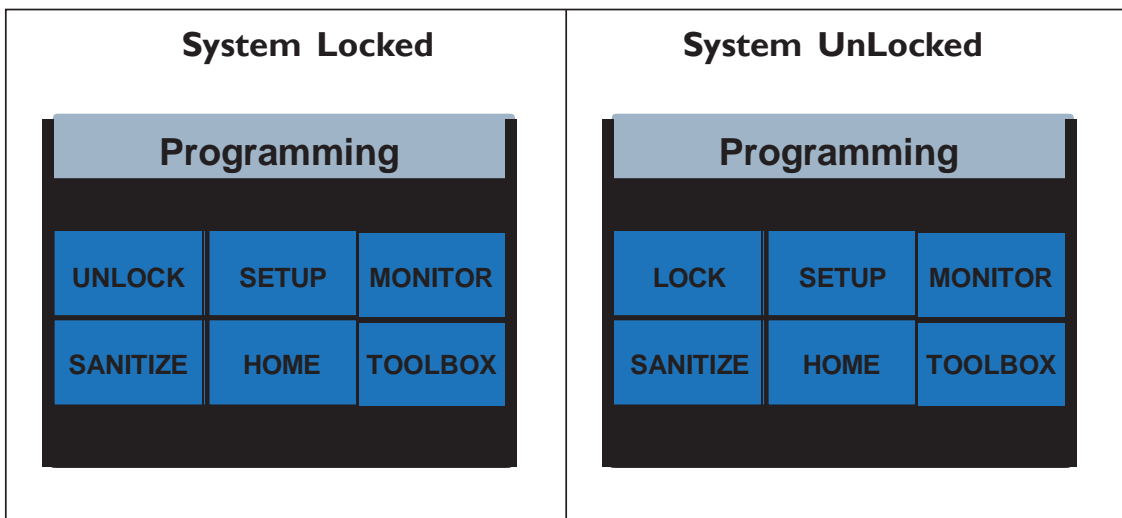 System Locked
Programming
UNLOCK SETUP MONITOR
SANITIZE HOME TOOLBOX
System UnLocked
Programming
LOCK SETUP MONITOR
SANITIZE HOME TOOLBOX